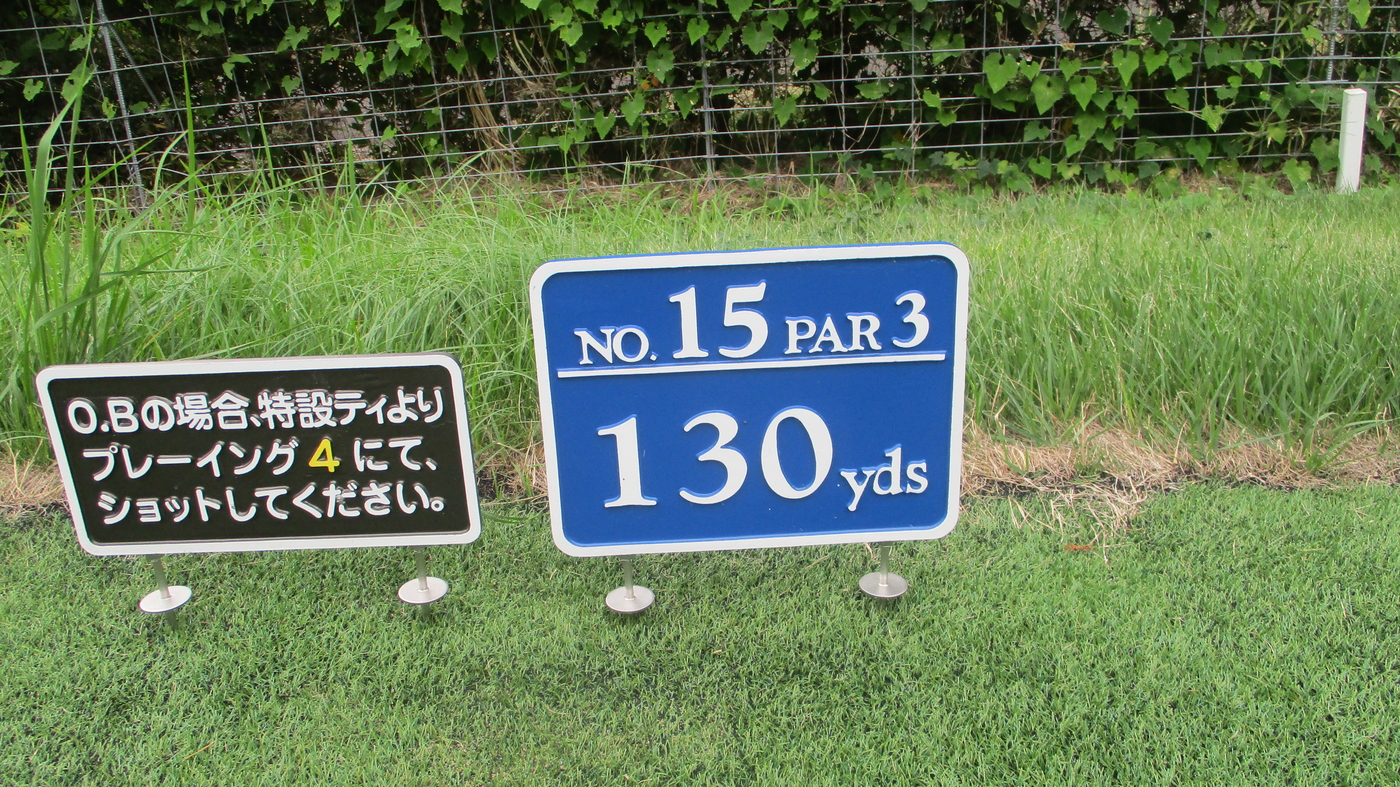 O.Bの場合、特設ティより
プレーイング4にて、
ショットしてください。
NO. 15 PAR 3
130 yds